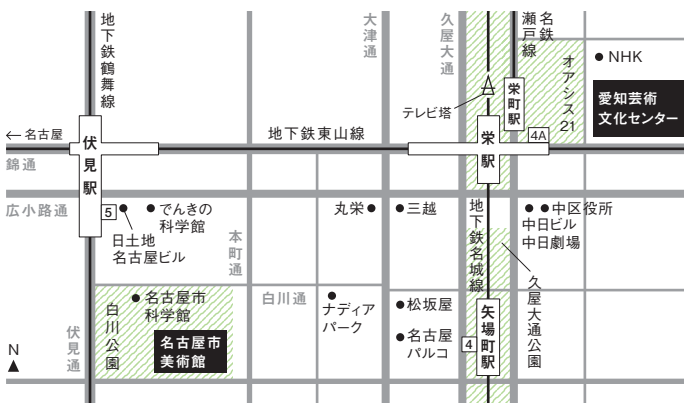 地下鉄鶴舞線
大津通
久屋大通
名鉄
瀬戸線
オアシス21
● NHK
愛知芸術
文化センター
テレビ塔
栄町駅
4A
← 名古屋
伏見駅
地下鉄東山線
栄駅
錦通
広小路通
5
日土地
名古屋ビル
でんきの
科学館
本町通
丸栄
三越
地下鉄名城線
中区役所
中日ビル
中日劇場
久屋大通公園
白川公園
名古屋市
科学館
名古屋市
美術館
白川通
ナディア
パーク
松坂屋
名古屋
パルコ
4
矢場町駅
伏見通
N